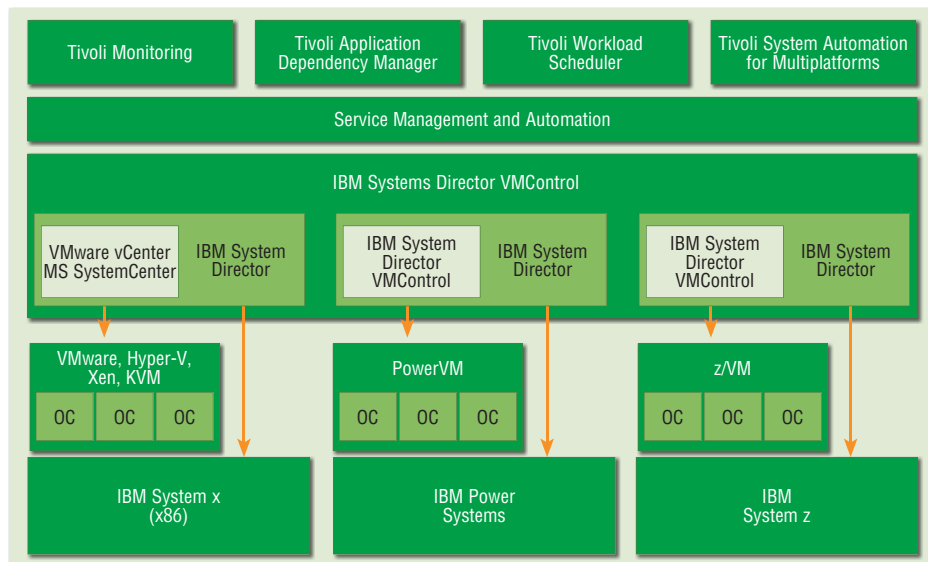 Tivoli Monitoring
Tivoli Application
Dependency Manager
Tivoli Workload
Scheduler
Tivoli System Automation
for Multiplatforms
Service Management and Automation
IBM Systems Director VMControl
VMware vCenter
MS SystemCenter
IBM System
Director
IBM System
Director
VMControl
IBM System
Director
IBM System
Director
VMControl
IBM System
Director
VMware, Hyper-V,
Xen, KVM
OC
OC
OC
PowerVM
OC
OC
OC
z/VM
OC
OC
OC
IBM System x
(x86)
IBM Power
Systems
IBM
System z